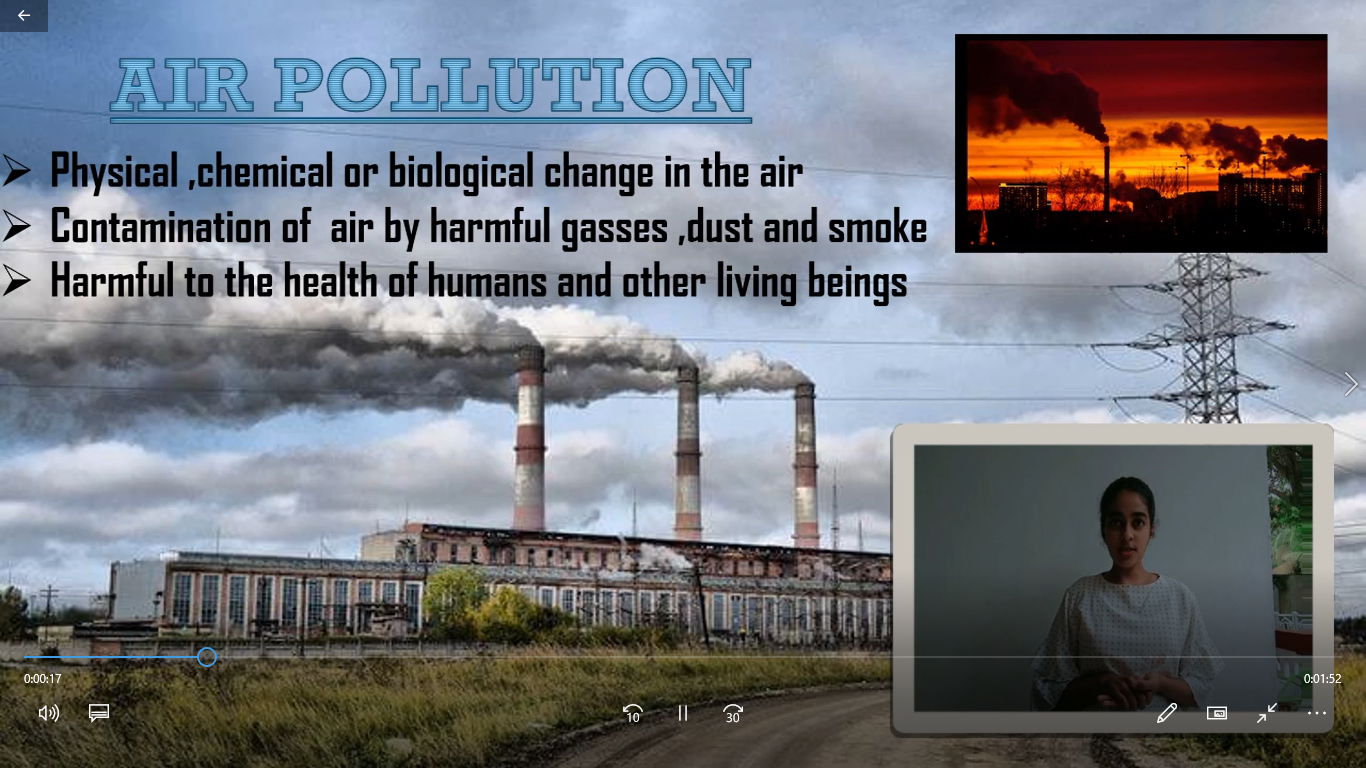 AIR POLLUTION
Physical ,chemical or biological change in the air
Contamination of  air by harmful gasses ,dust and smoke
Harmful to the health of humans and other living beings
0:00:17
0:01:52
10
30